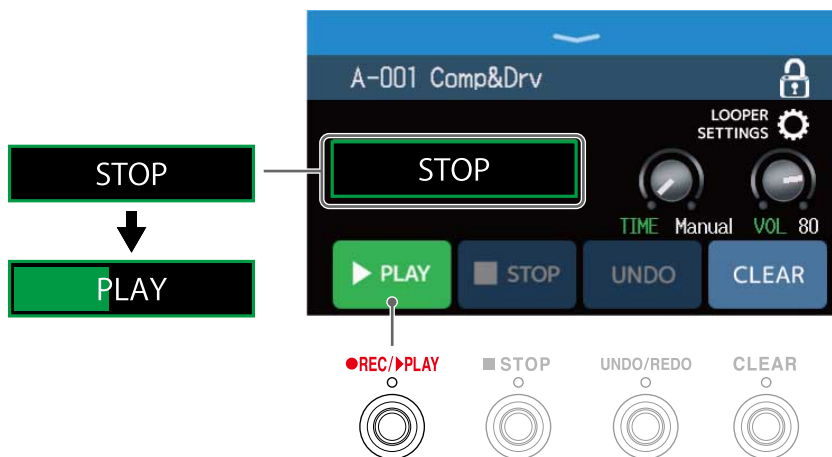 A-001 Comp&Drv
LOOPER
SETTINGS
STOP
STOP
TIME Manual VOL 80
PLAY
▶ PLAY ■ STOP UNDO CLEAR
●REC/▶PLAY ■STOP UNDO/REDO CLEAR